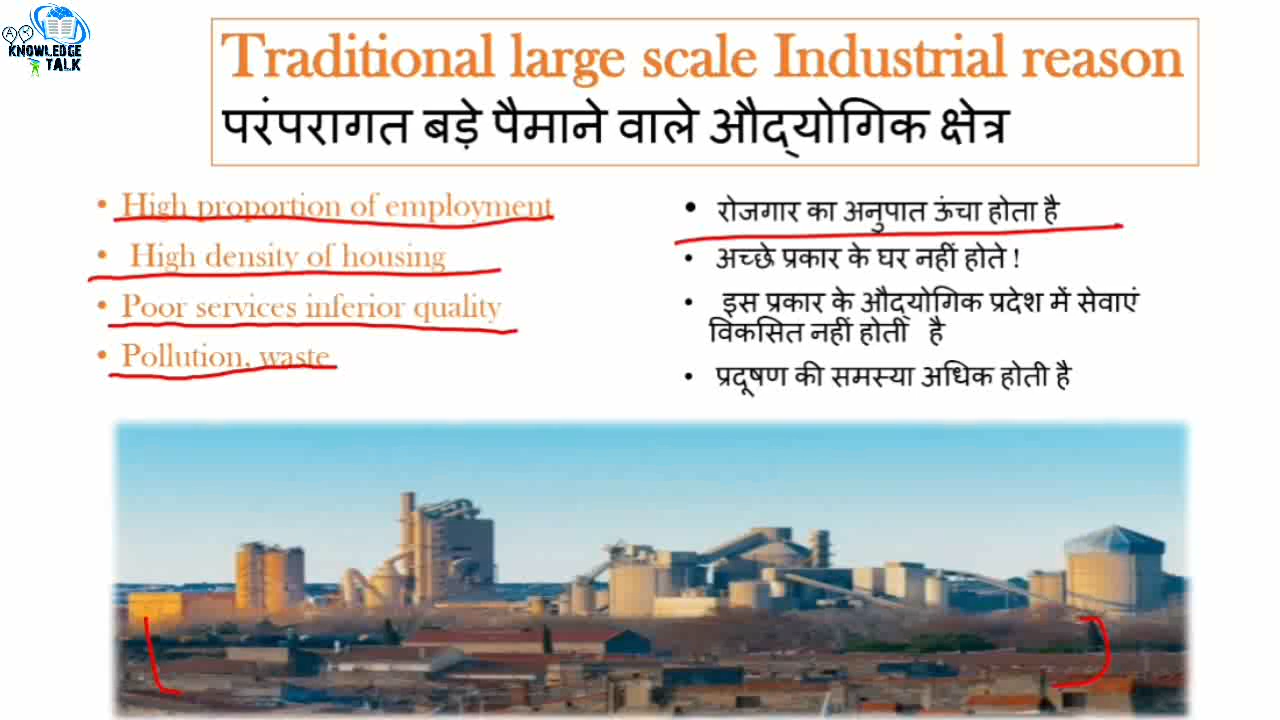 KNOWLEDGE
TALK
Traditional large scale Industrial reason
परंपरागत बड़े पैमाने वाले औद्योगिक क्षेत्र
• High proportion of employment
• High density of housing
• Poor services inferior quality
• Pollution, waste
• रोजगार का अनुपात ऊंचा होता है
• अच्छे प्रकार के घर नहीं होते !
• इस प्रकार के औद्योगिक प्रदेश में सेवाएं
विकसित नहीं होती है
• प्रदूषण की समस्या अधिक होती है